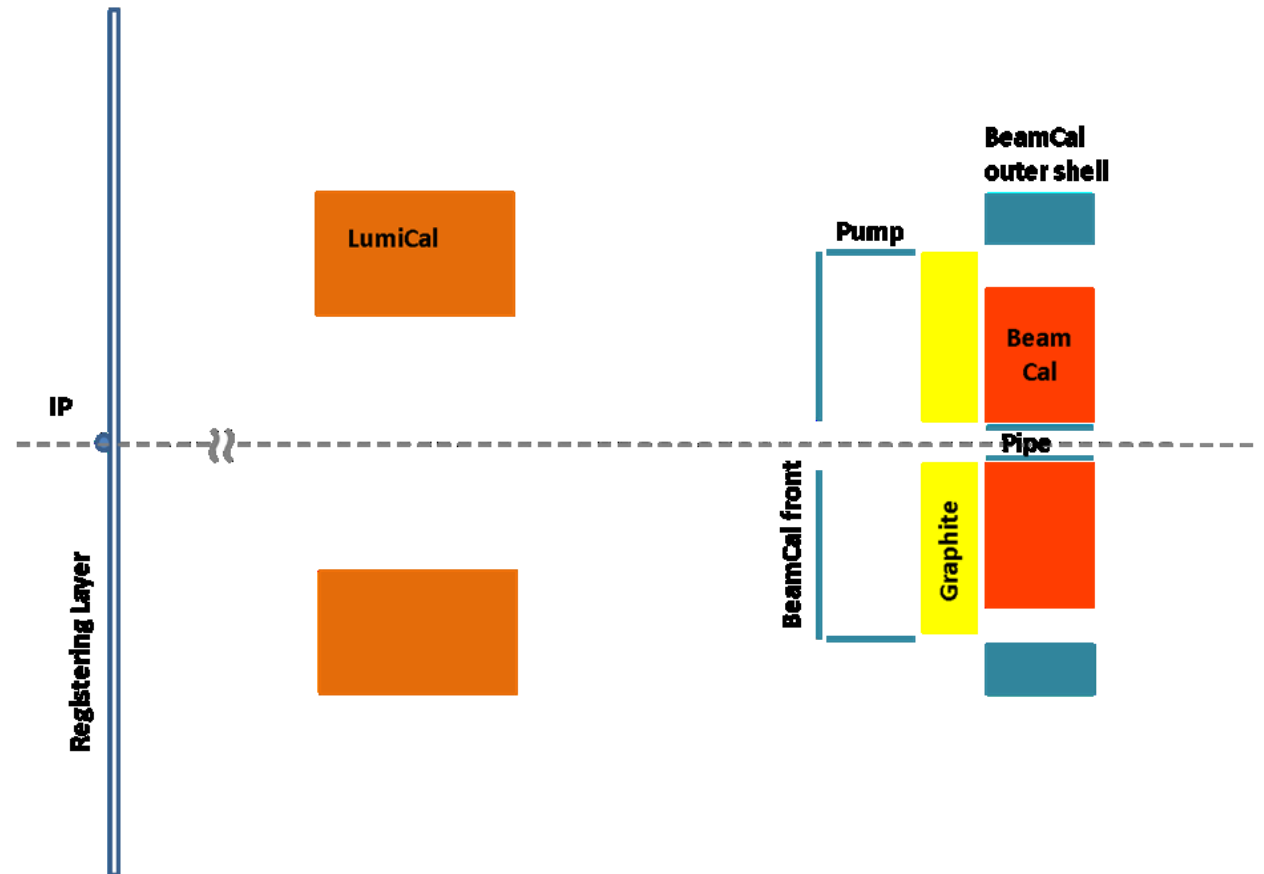 BeamCal
outer shell
Pump
LumiCal
Beam
Cal
IP
Pipe
BeamCal front
Graphite
Registering Layer